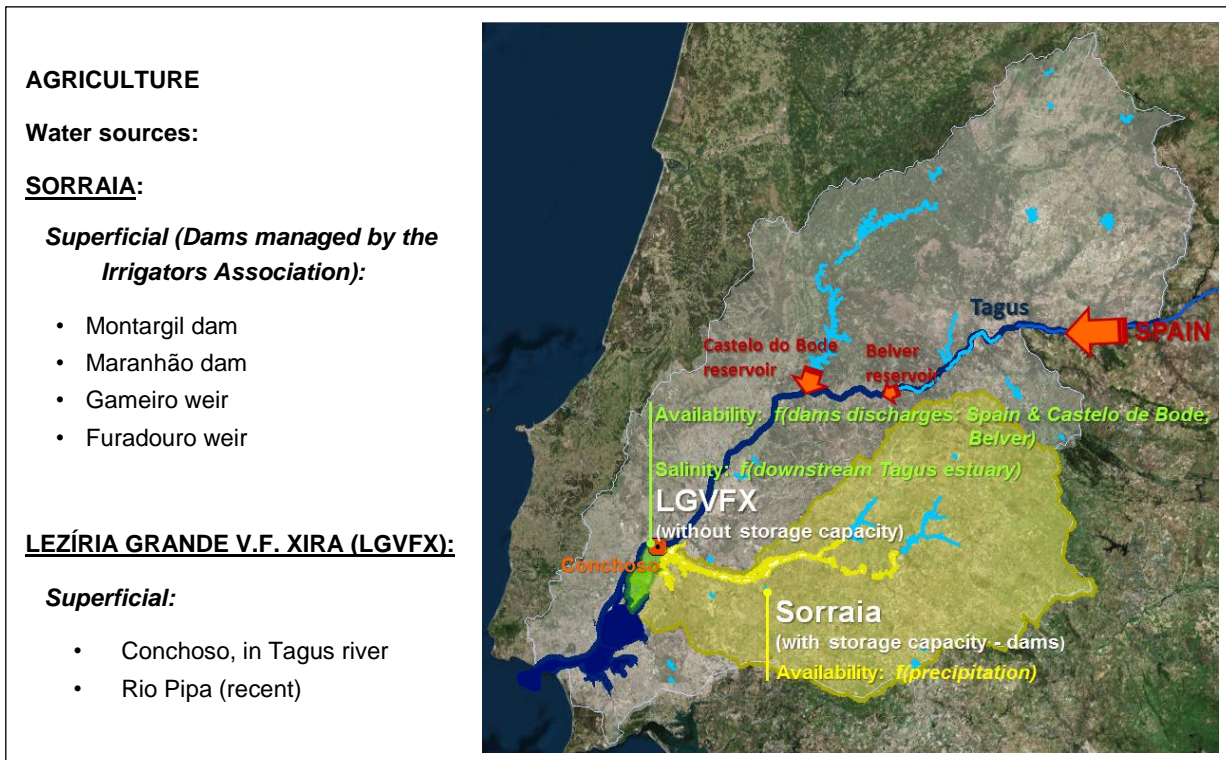 AGRICULTURE
Water sources:
SORRAIA:
Superficial (Dams managed by the
Irrigators Association):
• Montargil dam
• Maranhão dam
• Gameiro weir
• Furadouro weir
LEZÍRIA GRANDE V.F. XIRA (LGVFX):
Superficial:
• Conchoso, in Tagus river
• Rio Pipa (recent)
Tagus
SPAIN
Castelo do Bode
reservoir
Belver
reservoir
Availability: f(dams discharges: Spain & Castelo de Bode;
Belver)
Salinity: f(downstream Tagus estuary)
LGVFX
(without storage capacity)
Conchoso
Sorraia
(with storage capacity - dams)
Availability: f(precipitation)